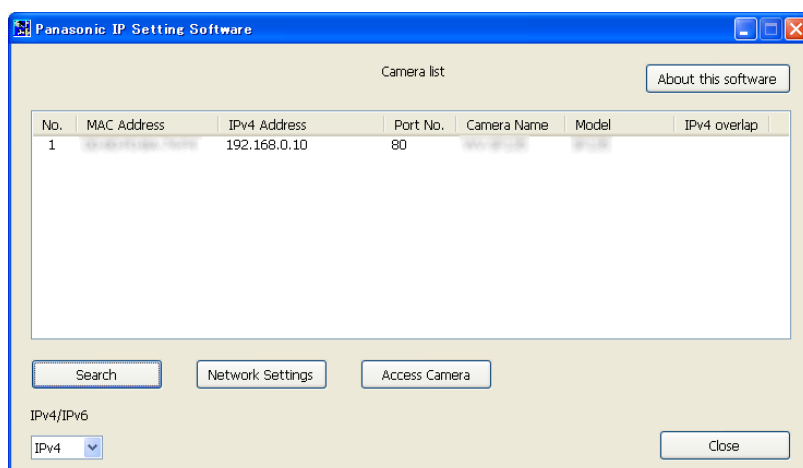 Panasonic IP Setting Software
Camera list
About this software
No. MAC Address IPv4 Address Port No. Camera Name Model IPv4 overlap
1 192.168.0.10 80
Search Network Settings Access Camera
IPv4/IPv6
IPv4
Close